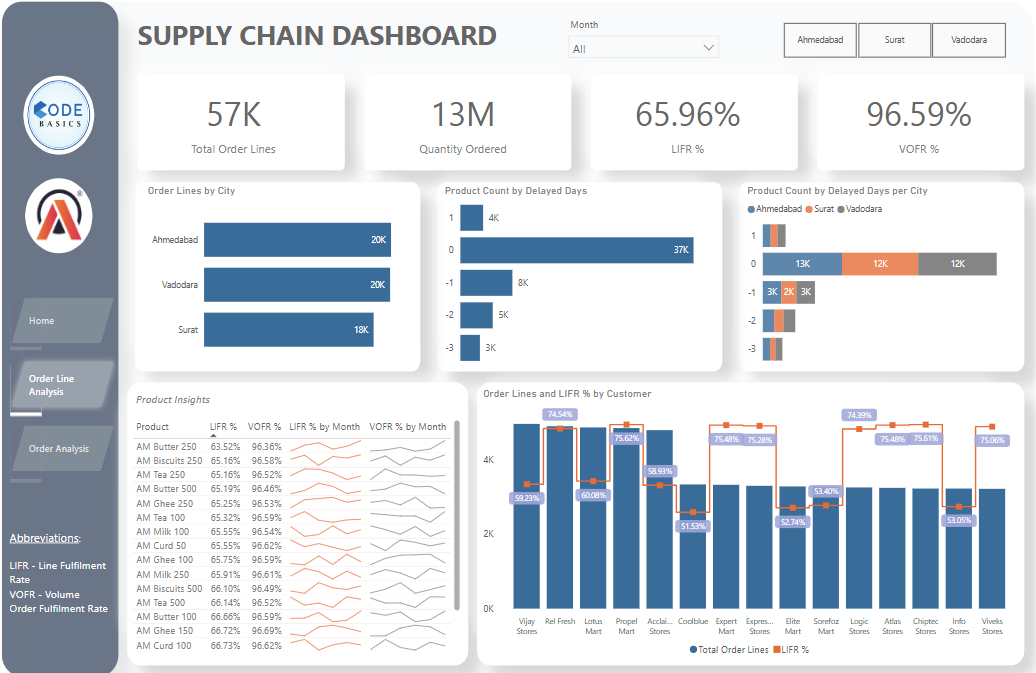 SUPPLY CHAIN DASHBOARD
Month
All
Ahmedabad
Surat
Vadodara
CODE
BASICS
57K
Total Order Lines
13M
Quantity Ordered
65.96%
LIFR %
96.59%
VOFR %
Home
Order Line
Analysis
Order Analysis
Abbreviations:
LIFR - Line Fulfilment
Rate
VOFR - Volume
Order Fulfilment Rate
Order Lines by City
Ahmedabad 20K
Vadodara 20K
Surat 18K
Product Count by Delayed Days
1 4K
0 37K
-1 8K
-2 5K
-3 3K
Product Count by Delayed Days per City
Ahmedabad Surat Vadodara
1
0 13K 12K 12K
-1 3K 2K 3K
-2
-3
Product Insights
Product LIFR % VOFR % LIFR % by Month VOFR % by Month
AM Butter 250 63.52% 96.36%
AM Biscuits 250 65.16% 96.58%
AM Tea 250 65.16% 96.52%
AM Butter 500 65.19% 96.46%
AM Ghee 250 65.25% 96.53%
AM Tea 100 65.32% 96.59%
AM Milk 100 65.55% 96.54%
AM Curd 50 65.55% 96.62%
AM Ghee 100 65.75% 96.59%
AM Milk 250 65.91% 96.61%
AM Biscuits 500 66.10% 96.49%
AM Tea 500 66.14% 96.52%
AM Butter 100 66.66% 96.59%
AM Ghee 150 66.72% 96.69%
AM Curd 100 66.73% 96.62%
Order Lines and LIFR % by Customer
4K
2K
0K
59.23%
74.54%
60.08%
75.62%
58.93%
51.53%
75.48%
75.28%
52.74%
53.40%
74.39%
75.48%
75.61%
53.05%
75.06%
Vijay Rel Fresh Lotus Propel Acclai... Coolblue Expert Expres... Elite Sorefoz Logic Atlas Chiptec Info Viveks
Stores Mart Mart Stores Mart Stores Mart Mart Stores Stores Stores Stores Stores
Total Order Lines LIFR %